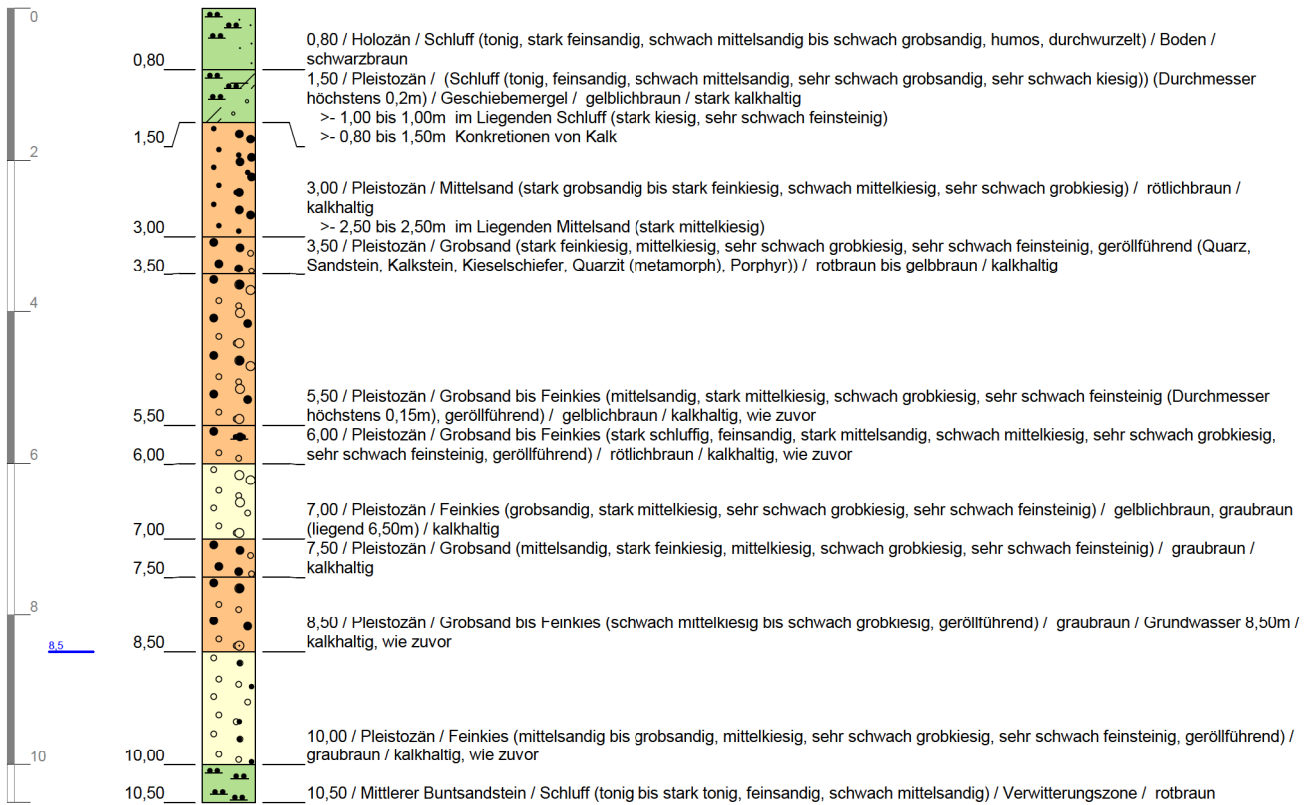 0
0,80 / Holozän / Schluff (tonig, stark feinsandig, schwach mittelsandig bis schwach grobsandig, humos, durchwurzelt) / Boden /
0,80
schwarzbraun
1,50 / Pleistozän / (Schluff (tonig, feinsandig, schwach mittelsandig, sehr schwach grobsandig, sehr schwach kiesig)) (Durchmesser
höchstens 0,2m) / Geschiebemergel / gelblichbraun / stark kalkhaltig
>- 1,00 bis 1,00m im Liegenden Schluff (stark kiesig, sehr schwach feinsteinig)
1,50
>- 0,80 bis 1,50m Konkretionen von Kalk
2
3,00 / Pleistozän / Mittelsand (stark grobsandig bis stark feinkiesig, schwach mittelkiesig, sehr schwach grobkiesig) / rötlichbraun /
kalkhaltig
3,00
>- 2,50 bis 2,50m im Liegenden Mittelsand (stark mittelkiesig)
3,50 / Pleistozän / Grobsand (stark feinkiesig, mittelkiesig, sehr schwach grobkiesig, sehr schwach feinsteinig, geröllführend (Quarz,
3,50
Sandstein, Kalkstein, Kieselschiefer, Quarzit (metamorph), Porphyr)) / rotbraun bis gelbbraun / kalkhaltig
4
5,50 / Pleistozän / Grobsand bis Feinkies (mittelsandig, stark mittelkiesig, schwach grobkiesig, sehr schwach feinsteinig (Durchmesser
5,50
höchstens 0,15m), geröllführend) / gelblichbraun / kalkhaltig, wie zuvor
6,00 / Pleistozän / Grobsand bis Feinkies (stark schluffig, feinsandig, stark mittelsandig, schwach mittelkiesig, sehr schwach grobkiesig,
6,00
sehr schwach feinsteinig, geröllführend) / rötlichbraun / kalkhaltig, wie zuvor
6
7,00 / Pleistozän / Feinkies (grobsandig, stark mittelkiesig, sehr schwach grobkiesig, sehr schwach feinsteinig) / gelblichbraun, graubraun
7,00
(liegend 6,50m) / kalkhaltig
7,50 / Pleistozän / Grobsand (mittelsandig, stark feinkiesig, mittelkiesig, schwach grobkiesig, sehr schwach feinsteinig) / graubraun /
7,50
kalkhaltig
8
8,50 / Pleistozän / Grobsand bis Feinkies (schwach mittelkiesig bis schwach grobkiesig, geröllführend) / graubraun / Grundwasser 8,50m /
8,5
8,50
kalkhaltig, wie zuvor
10,00 / Pleistozän / Feinkies (mittelsandig bis grobsandig, mittelkiesig, sehr schwach grobkiesig, sehr schwach feinsteinig, geröllführend) /
10
10,00
graubraun / kalkhaltig, wie zuvor
10,50
10,50 / Mittlerer Buntsandstein / Schluff (tonig bis stark tonig, feinsandig, schwach mittelsandig) / Verwitterungszone / rotbraun